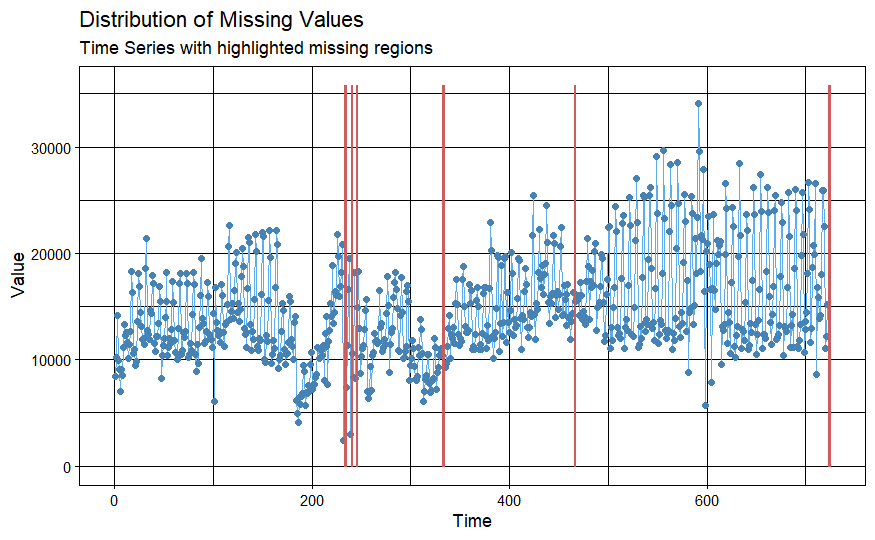 Distribution of Missing Values
Time Series with highlighted missing regions
Value
30000
20000
10000
0
0 200 400 600
Time